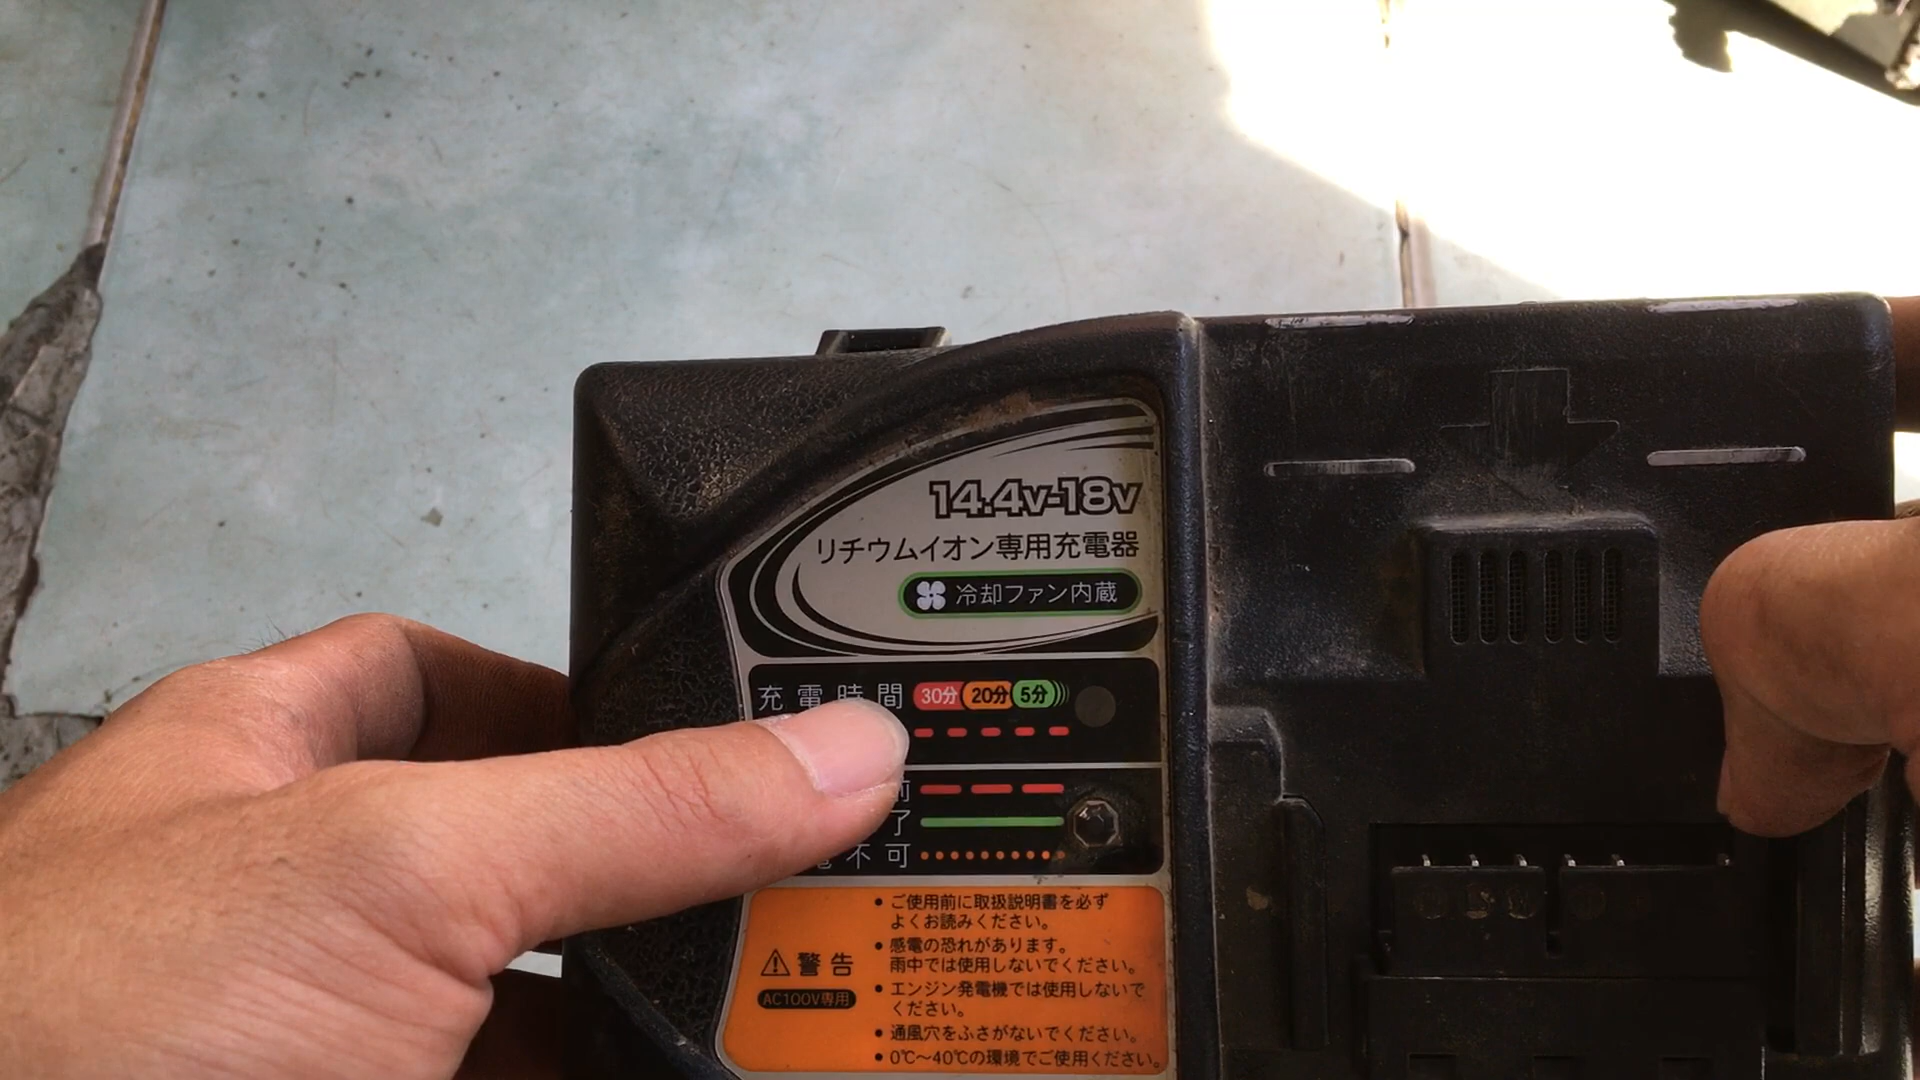 14.4v-18v
リチウムイオン専用充電器
冷却ファン内蔵
充電時間 30分 20分 5分
了
不可
警告
AC100V専用
• ご使用前に取扱説明書を必ず
よくお読みください。
• 感電の恐れがあります。
雨中では使用しないでください。
• エンジン発電機では使用しないで
ください。
• 通風穴をふさがないでください。
• 0℃～40℃の環境でご使用ください。